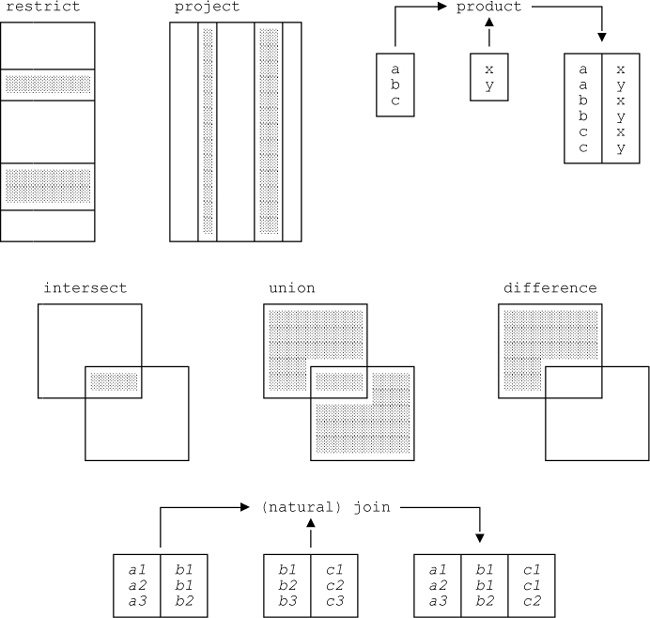 restrict project product
a
b
c
x
y
a x
a y
b x
b y
c x
c y
intersect union difference
(natural) join
a1 b1
a2 b1
a3 b2
b1 c1
b2 c2
b3 c3
a1 b1 c1
a2 b1 c1
a3 b2 c2